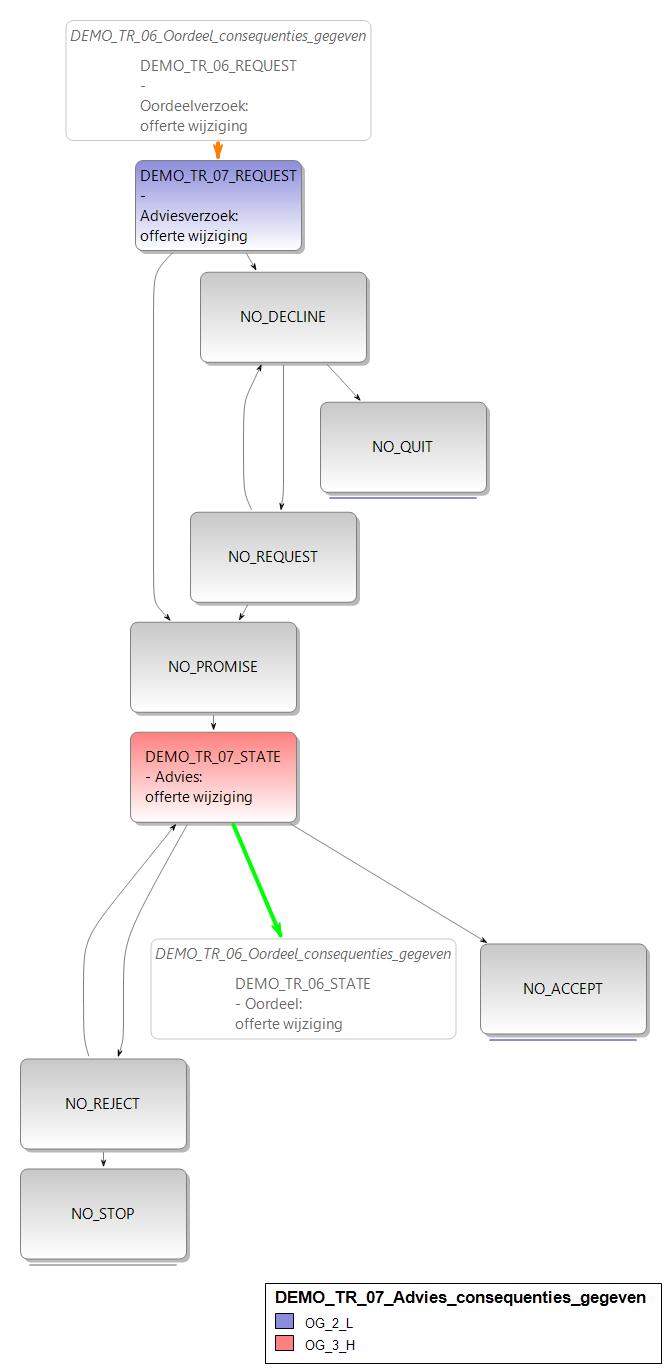 DEMO_TR_06_Oordeel_consequenties_gegeven
DEMO_TR_06_REQUEST
-
Oordeelverzoek:
offerte wijziging
DEMO_TR_07_REQUEST
-
Adviesverzoek:
offerte wijziging
NO_DECLINE
NO_QUIT
NO_REQUEST
NO_PROMISE
DEMO_TR_07_STATE
- Advies:
offerte wijziging
DEMO_TR_06_Oordeel_consequenties_gegeven
DEMO_TR_06_STATE
- Oordeel:
offerte wijziging
NO_ACCEPT
NO_REJECT
NO_STOP
DEMO_TR_07_Advies_consequenties_gegeven
OG_2_L
OG_3_H